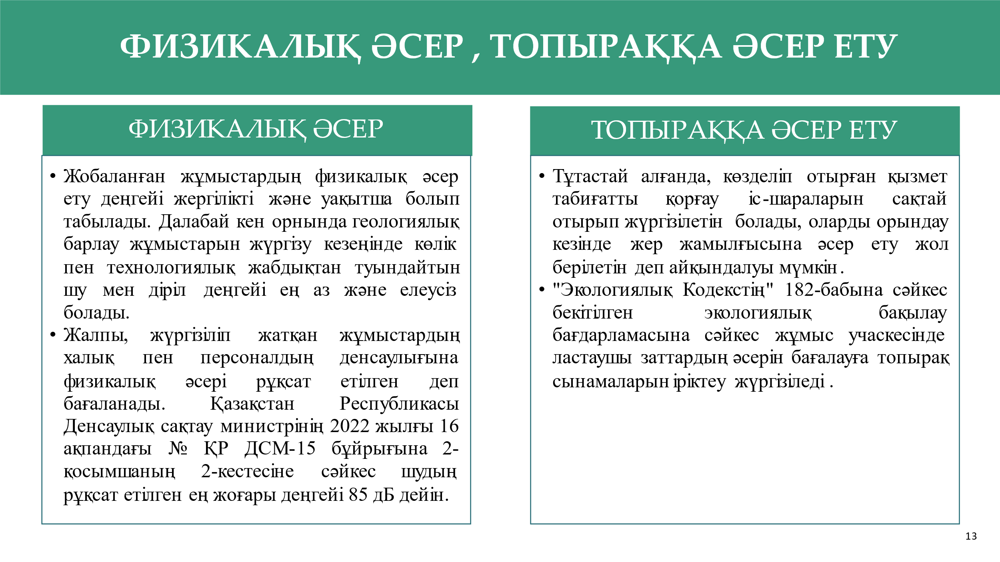 ФИЗИКАЛЫҚ ӘСЕР , ТОПЫРАҚҚА ӘСЕР ЕТУ
ФИЗИКАЛЫҚ ӘСЕР
• Жобаланған жұмыстардың физикалық әсер
ету деңгейі жергілікті және уақытша болып
табылады. Далабай кен орнында геологиялық
барлау жұмыстарын жүргізу кезеңінде көлік
пен технологиялық жабдықтан туындайтын
шу мен діріл деңгейі ең аз және елеусіз
болады.
• Жалпы, жүргізіліп жатқан жұмыстардың
халық пен персоналдың денсаулығына
физикалық әсері рұқсат етілген деп
бағаланады. Қазақстан Республикасы
Денсаулық сақтау министрінің 2022 жылғы 16
ақпандағы № ҚР ДСМ-15 бұйрығына 2-
қосымшаның 2-кестесіне сәйкес шудың
рұқсат етілген ең жоғары деңгейі 85 дБ дейін.
ТОПЫРАҚҚА ӘСЕР ЕТУ
• Тұтастай алғанда, көзделіп отырған қызмет
табиғатты қорғау іс-шараларын сақтай
отырып жүргізілетін болады, оларды орындау
кезінде жер жамылғысына әсер ету жол
берілетін деп айқындалуы мүмкін.
• "Экологиялық Кодекстің" 182-бабына сәйкес
бекітілген экологиялық бақылау
бағдарламасына сәйкес жұмыс учаскесінде
ластаушы заттардың әсерін бағалауға топырақ
сынамаларын іріктеу жүргізіледі .
13